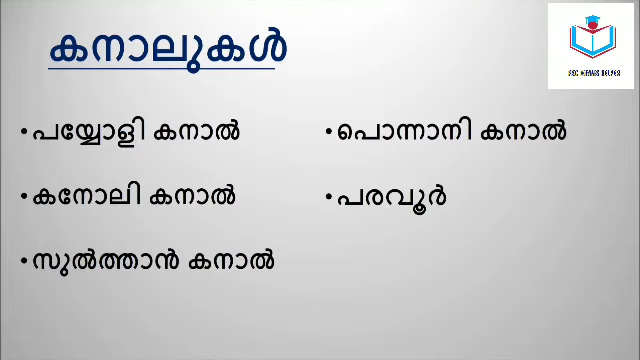 കനാലുകൾ
•പയ്യോളി കനാൽ
•കനോലി കനാൽ
•സുൽത്താൻ കനാൽ
•പൊന്നാനി കനാൽ
•പരവൂർ